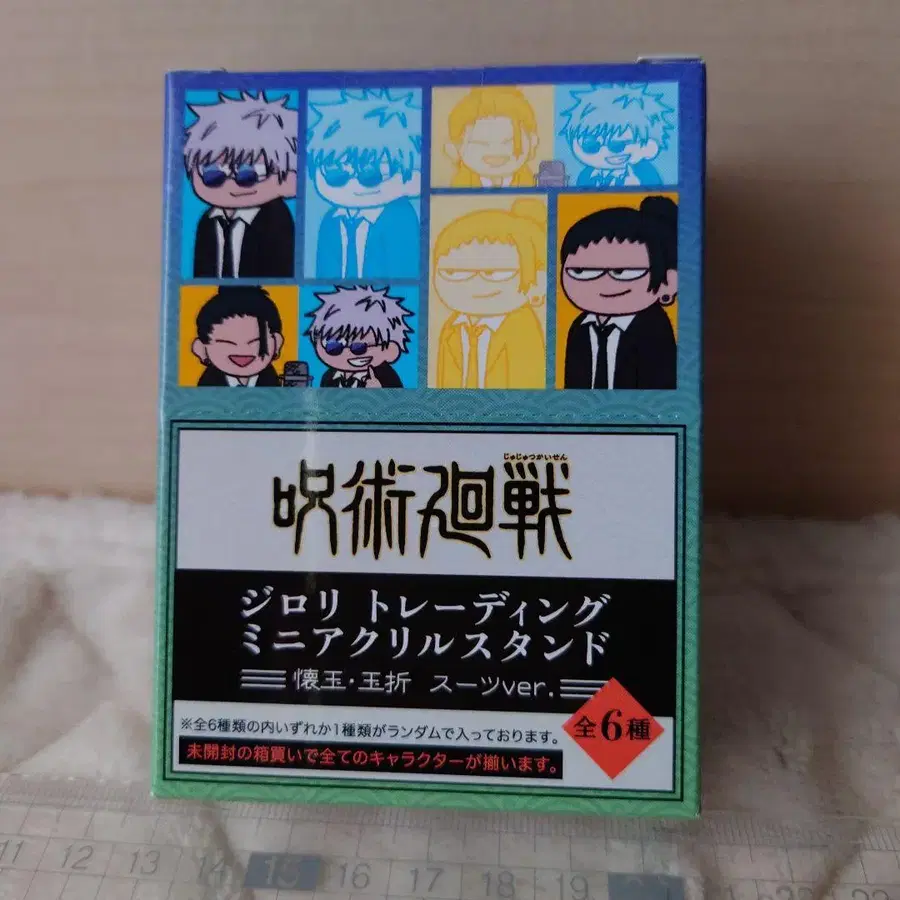 じゅじゅつかいせん
呪術廻戦
ジロリ トレーディング
ミニアクリルスタンド
懐玉・玉折 スーツver.
全6種
※全6種類の内いずれか1種類がランダムで入っております。
未開封の箱買いで全てのキャラクターが揃います。
11 12 13 14 15 16 17 18 19 22 23